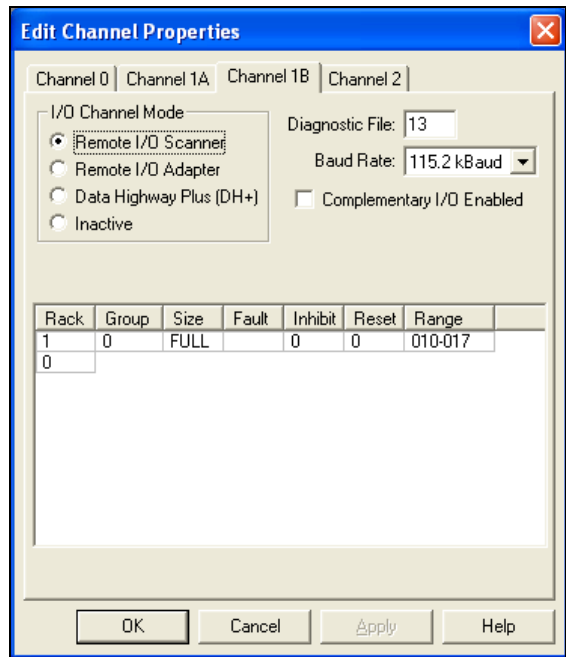 Edit Channel Properties
Channel 0 Channel 1A Channel 1B Channel 2
I/O Channel Mode
Remote I/O Scanner
Remote I/O Adapter
Data Highway Plus (DH+)
Inactive
Diagnostic File: 13
Baud Rate: 115.2 kBaud
Complementary I/O Enabled
Rack Group Size Fault Inhibit Reset Range
1 0 FULL 0 0 010-017
0
OK Cancel Apply Help